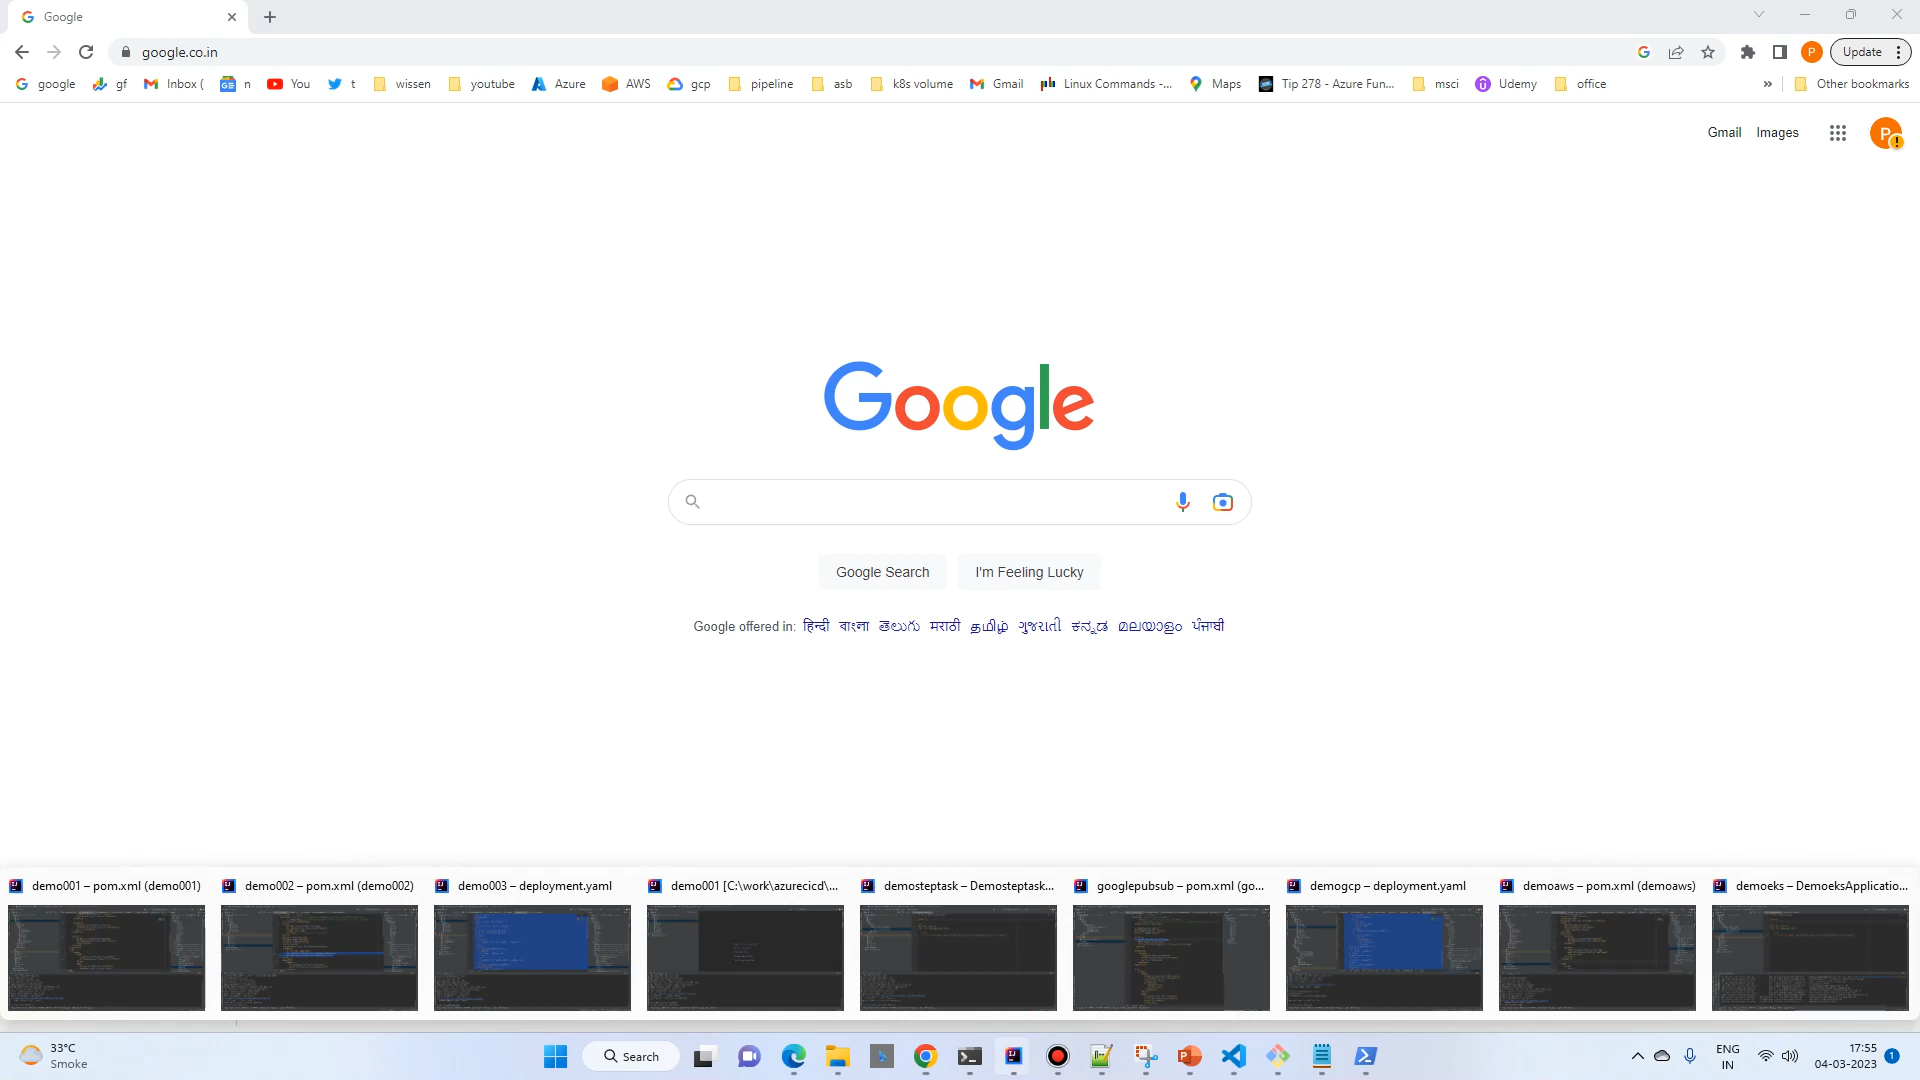 Google
google.co.in
Update
google gf Inbox ( n You t wissen youtube Azure AWS gcp pipeline asb k8s volume Gmail Linux Commands -... Maps Tip 278 - Azure Fun... msci Udemy office » Other bookmarks
Gmail Images
P
Google
Google Search I'm Feeling Lucky
Google offered in: हिन्दी বাংলা తెలుగు मराठी தமிழ் ગુજરાતી ಕನ್ನಡ മലയാളം ਪੰਜਾਬੀ
demo001 – pom.xml (demo001) demo002 – pom.xml (demo002) demo003 – deployment.yaml demo001 [C:\work\azurecicd\... demosteptask – Demosteptask... googlepubsub – pom.xml (go... demogcp – deployment.yaml demoaws – pom.xml (demoaws) demoeks – DemoeksApplicatio...
33°C
Smoke
Search
ENG
IN
17:55
04-03-2023
1